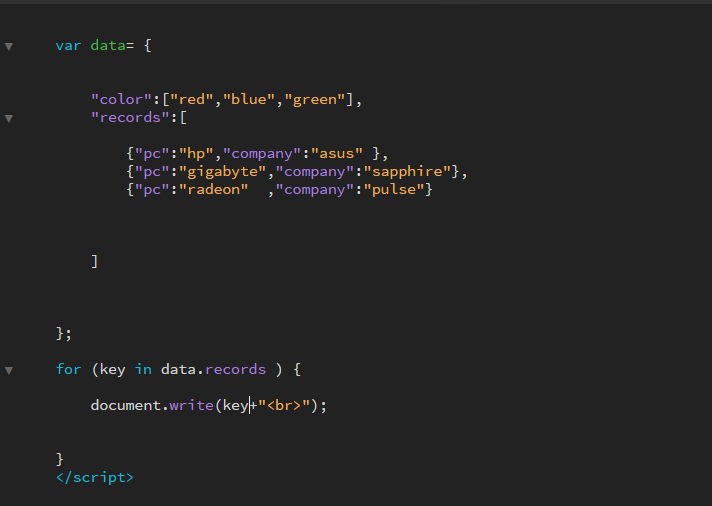 var data= {
"color":["red","blue","green"],
"records":[
{"pc":"hp","company":"asus" },
{"pc":"gigabyte","company":"sapphire"},
{"pc":"radeon"  ,"company":"pulse"}
]
};
for (key in data.records ) {
document.write(key+"<br>");
}
</script>